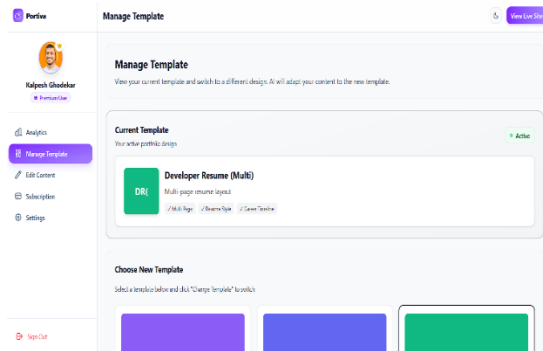 Portiva
Manage Template
View Live Site
Kalpesh Ghodekar
Premium User
Analytics
Manage Template
Edit Content
Subscription
Settings
Sign Out
Manage Template
View your current template and switch to a different design. AI will adapt your content to the new template.
Current Template
Your active portfolio design
Active
DR(
Developer Resume (Multi)
Multi-page resume layout
✓ Multi Page ✓ Resume Style ✓ Career Timeline
Choose New Template
Select a template below and click "Change Template" to switch